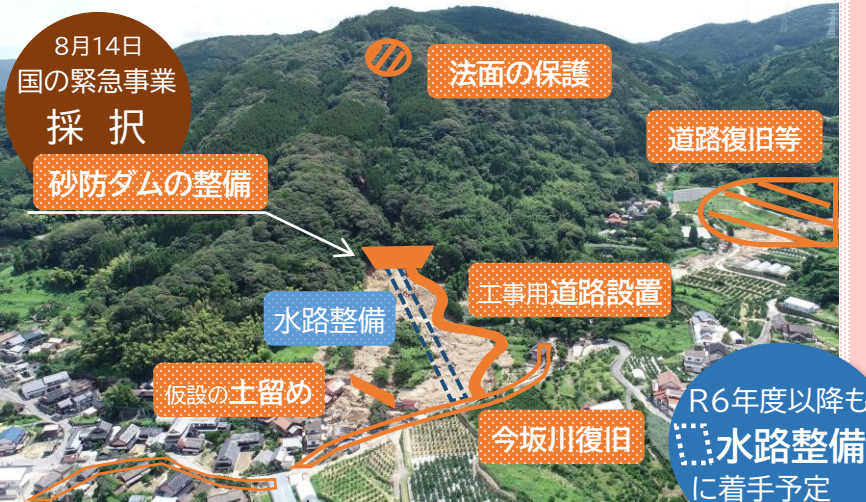 8月14日
国の緊急事業
採 択
法面の保護
道路復旧等
砂防ダムの整備
工事用道路設置
水路整備
仮設の土留め
今坂川復旧
R6年度以降も
水路整備
に着手予定